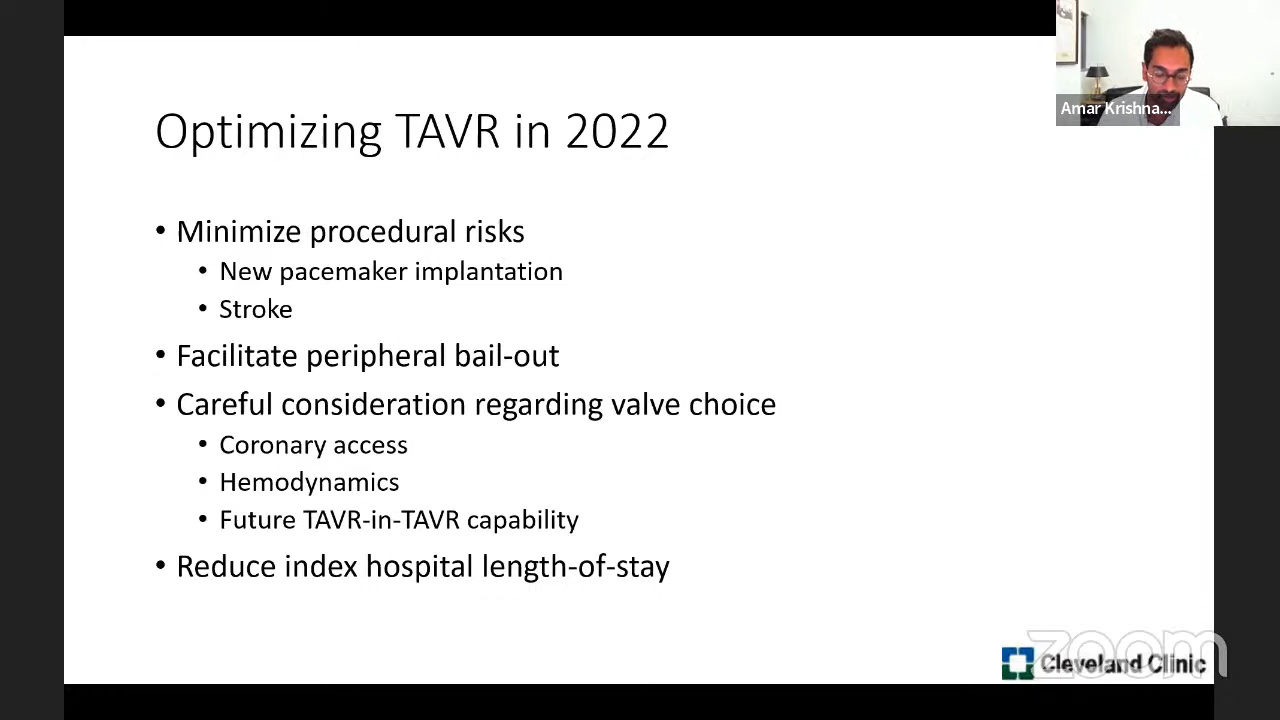 Amar Krishna...
Optimizing TAVR in 2022
• Minimize procedural risks
• New pacemaker implantation
• Stroke
• Facilitate peripheral bail-out
• Careful consideration regarding valve choice
• Coronary access
• Hemodynamics
• Future TAVR-in-TAVR capability
• Reduce index hospital length-of-stay
zoom
Cleveland Clinic